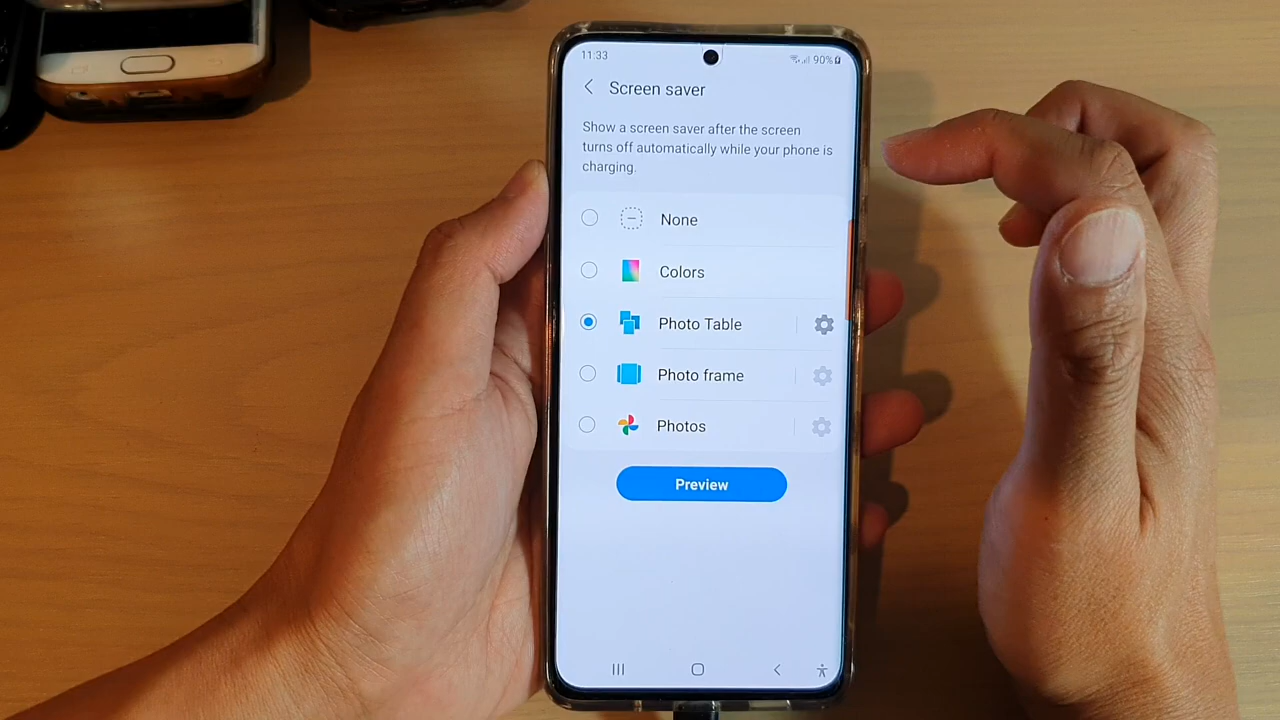 11:33
90%
Screen saver
Show a screen saver after the screen
turns off automatically while your phone is
charging.
None
Colors
Photo Table
Photo frame
Photos
Preview